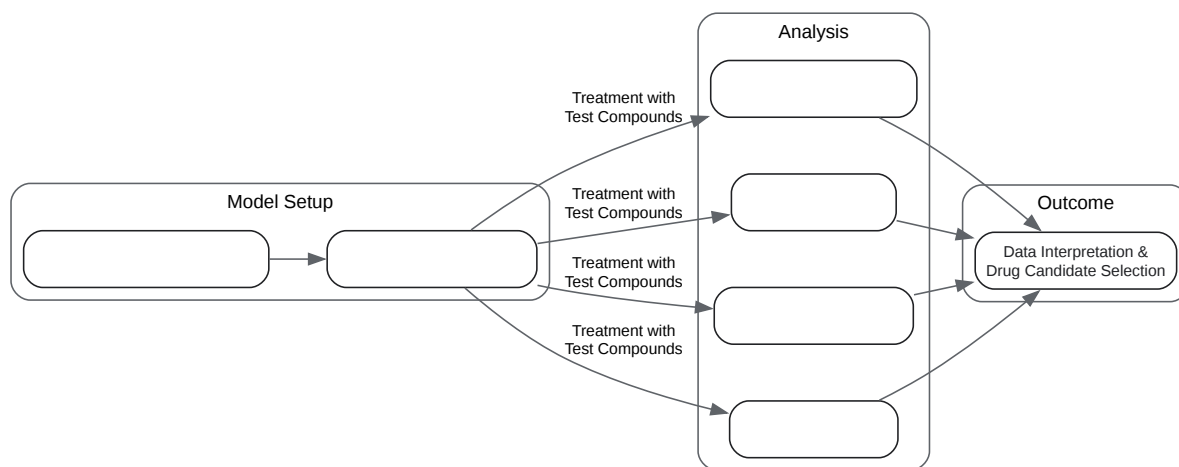 Analysis
Treatment with
Test Compounds
Model Setup
Treatment with
Test Compounds
Outcome
Data Interpretation &
Drug Candidate Selection
Treatment with
Test Compounds
Treatment with
Test Compounds